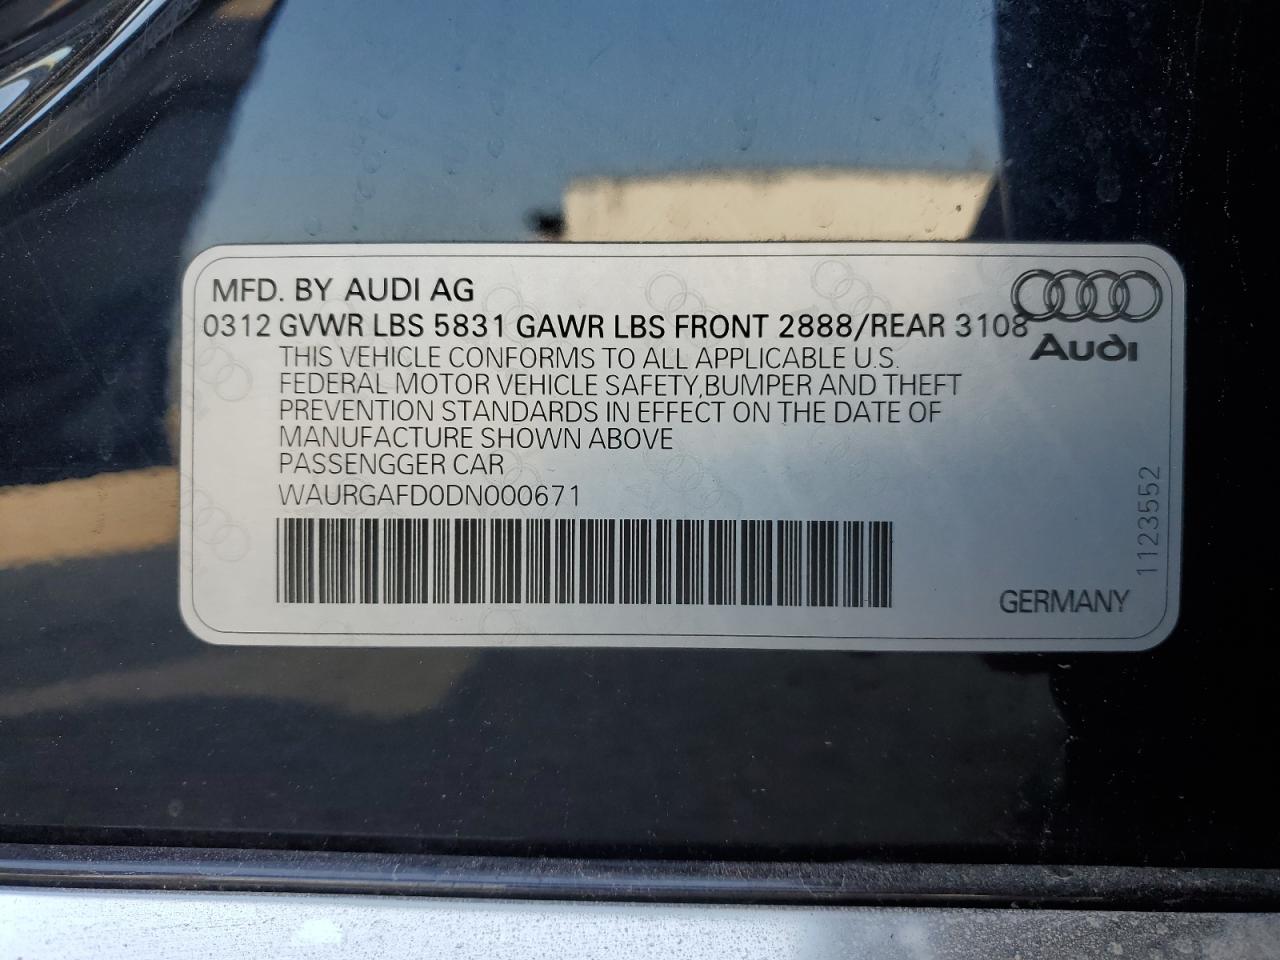 MFD. BY AUDI AG
0312 GVWR LBS 5831 GAWR LBS FRONT 2888/REAR 3108
Audi
THIS VEHICLE CONFORMS TO ALL APPLICABLE U.S.
FEDERAL MOTOR VEHICLE SAFETY,BUMPER AND THEFT
PREVENTION STANDARDS IN EFFECT ON THE DATE OF
MANUFACTURE SHOWN ABOVE
PASSENGGER CAR
WAURGAFD0DN000671
1123552
GERMANY